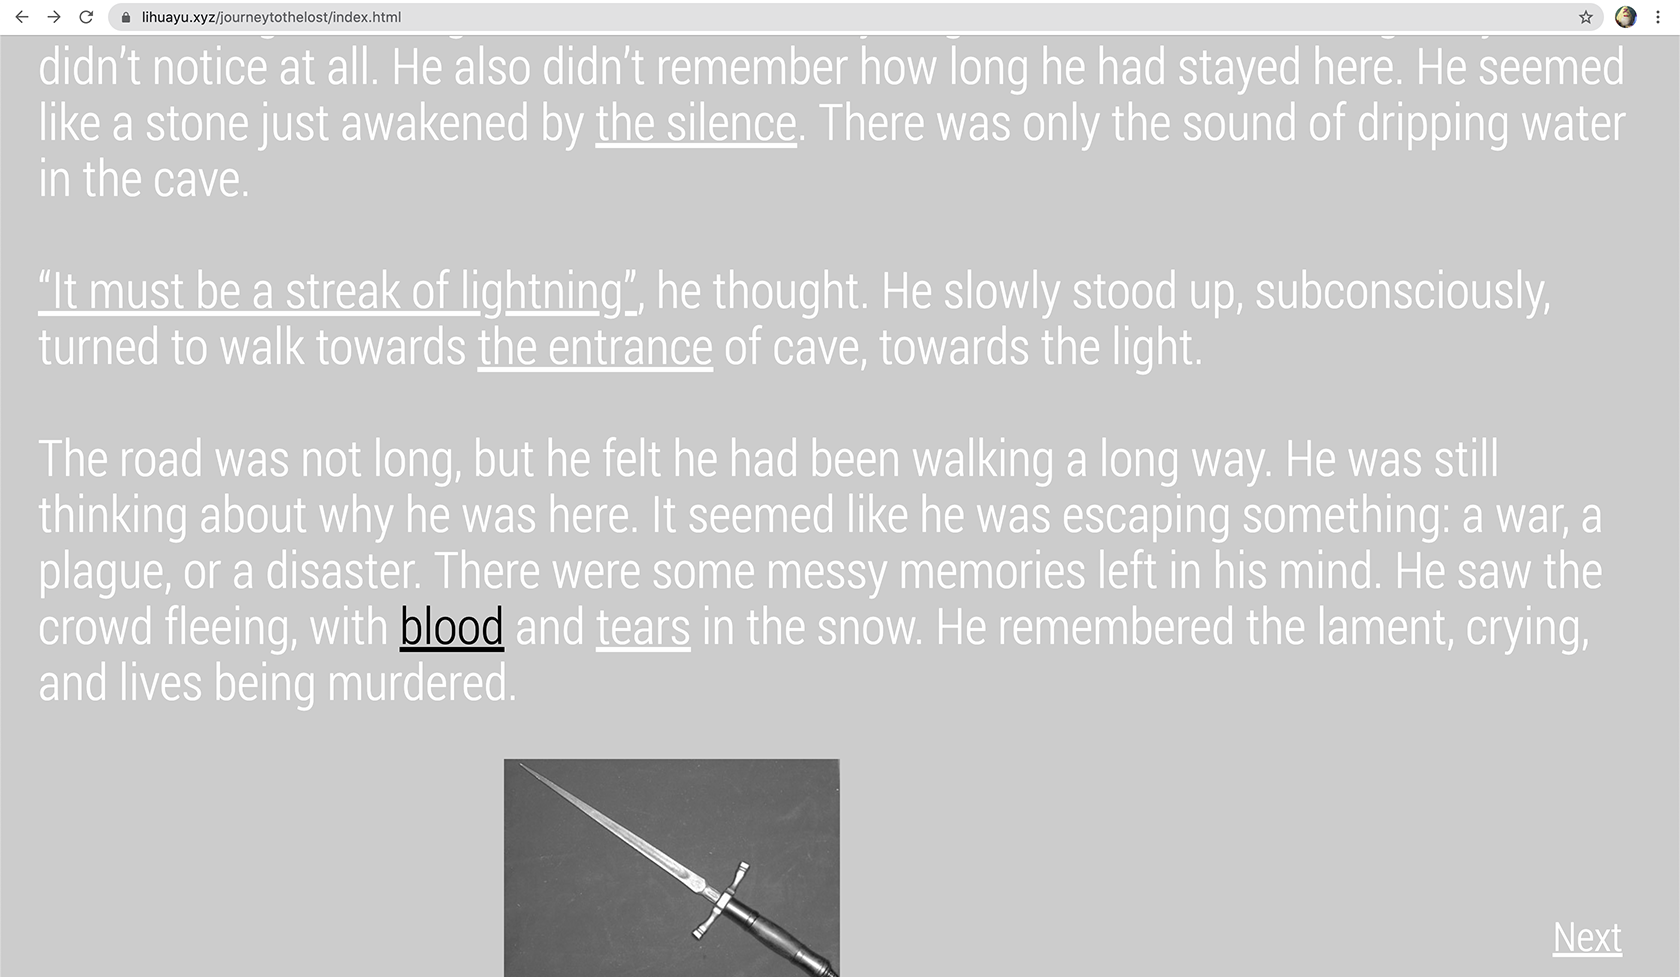 lihuayu.xyz/journeytothelost/index.html
didn’t notice at all. He also didn’t remember how long he had stayed here. He seemed
like a stone just awakened by the silence. There was only the sound of dripping water
in the cave.
“It must be a streak of lightning”, he thought. He slowly stood up, subconsciously,
turned to walk towards the entrance of cave, towards the light.
The road was not long, but he felt he had been walking a long way. He was still
thinking about why he was here. It seemed like he was escaping something: a war, a
plague, or a disaster. There were some messy memories left in his mind. He saw the
crowd fleeing, with blood and tears in the snow. He remembered the lament, crying,
and lives being murdered.
Next